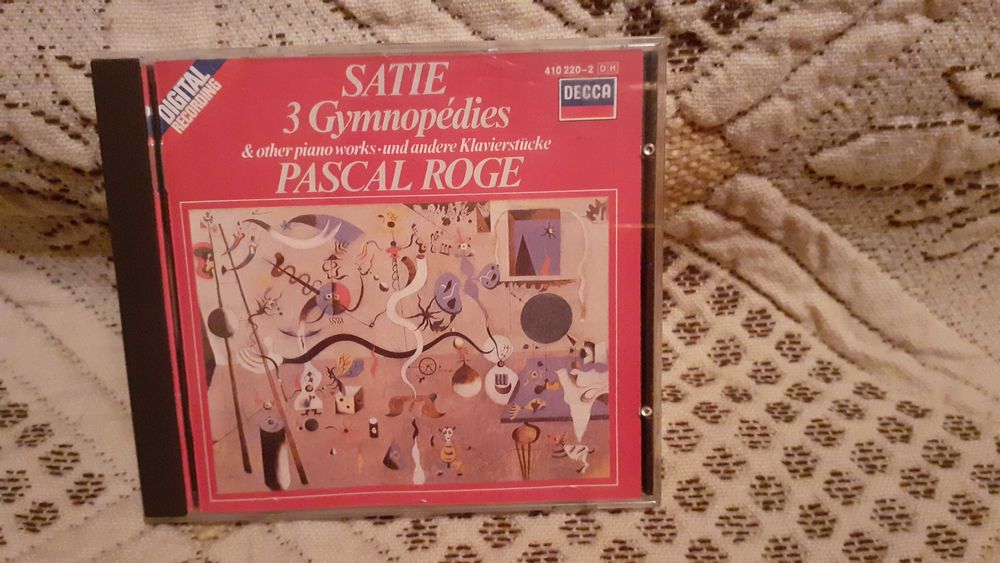 DIGITAL
RECORDING
SATIE
410 220-2 DH
3 Gymnopédies
DECCA
& other piano works · und andere Klavierstücke
PASCAL ROGE